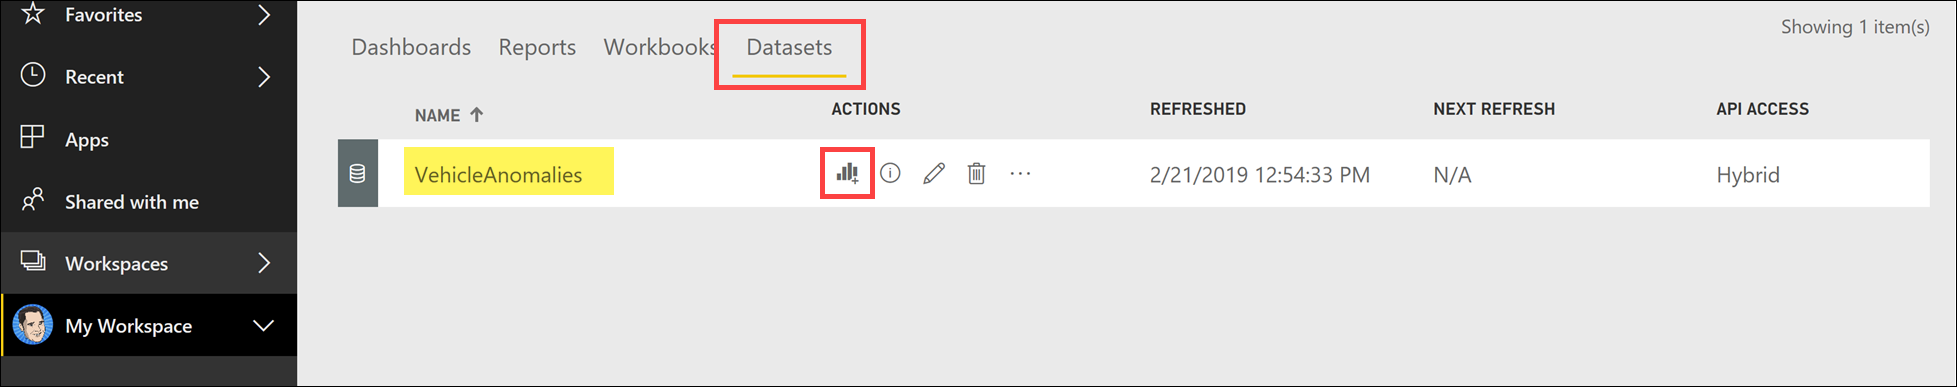 Favorites
Recent
Apps
Shared with me
Workspaces
My Workspace
Showing 1 item(s)
Dashboards Reports Workbooks Datasets
NAME ACTIONS REFRESHED NEXT REFRESH API ACCESS
VehicleAnomalies 2/21/2019 12:54:33 PM N/A Hybrid